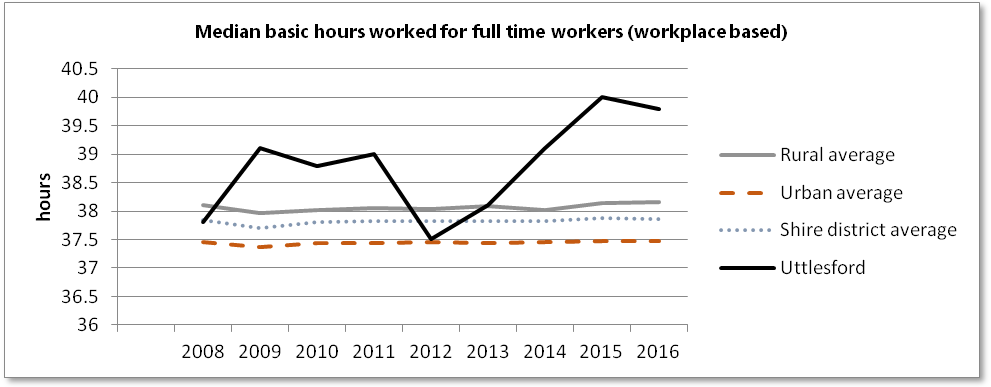 Median basic hours worked for full time workers (workplace based)
40.5
40
39.5
39
38.5
38
37.5
37
36.5
36
hours
2008 2009 2010 2011 2012 2013 2014 2015 2016
Rural average
Urban average
Shire district average
Uttlesford